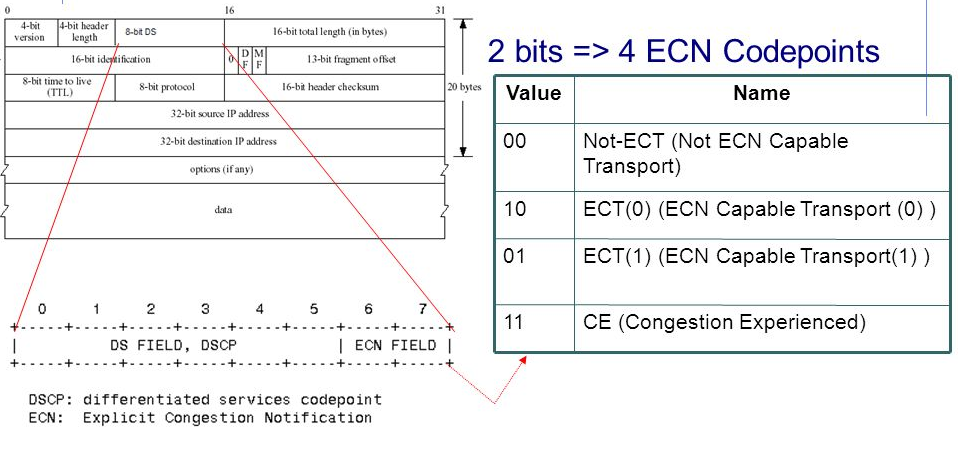 0 16 31
4-bit version 4-bit header length 8-bit DS 16-bit total length (in bytes)
16-bit identification 0 DF MF 13-bit fragment offset
8-bit time to live (TTL) 8-bit protocol 16-bit header checksum 20 bytes
32-bit source IP address
32-bit destination IP address
options (if any)
data
2 bits => 4 ECN Codepoints
Value Name
00 Not-ECT (Not ECN Capable
Transport)
10 ECT(0) (ECN Capable Transport (0) )
01 ECT(1) (ECN Capable Transport(1) )
11 CE (Congestion Experienced)
0 1 2 3 4 5 6 7
+-----+-----+-----+-----+-----+-----+-----+-----+
| DS FIELD, DSCP | ECN FIELD |
+-----+-----+-----+-----+-----+-----+-----+-----+
DSCP: differentiated services codepoint
ECN: Explicit Congestion Notification